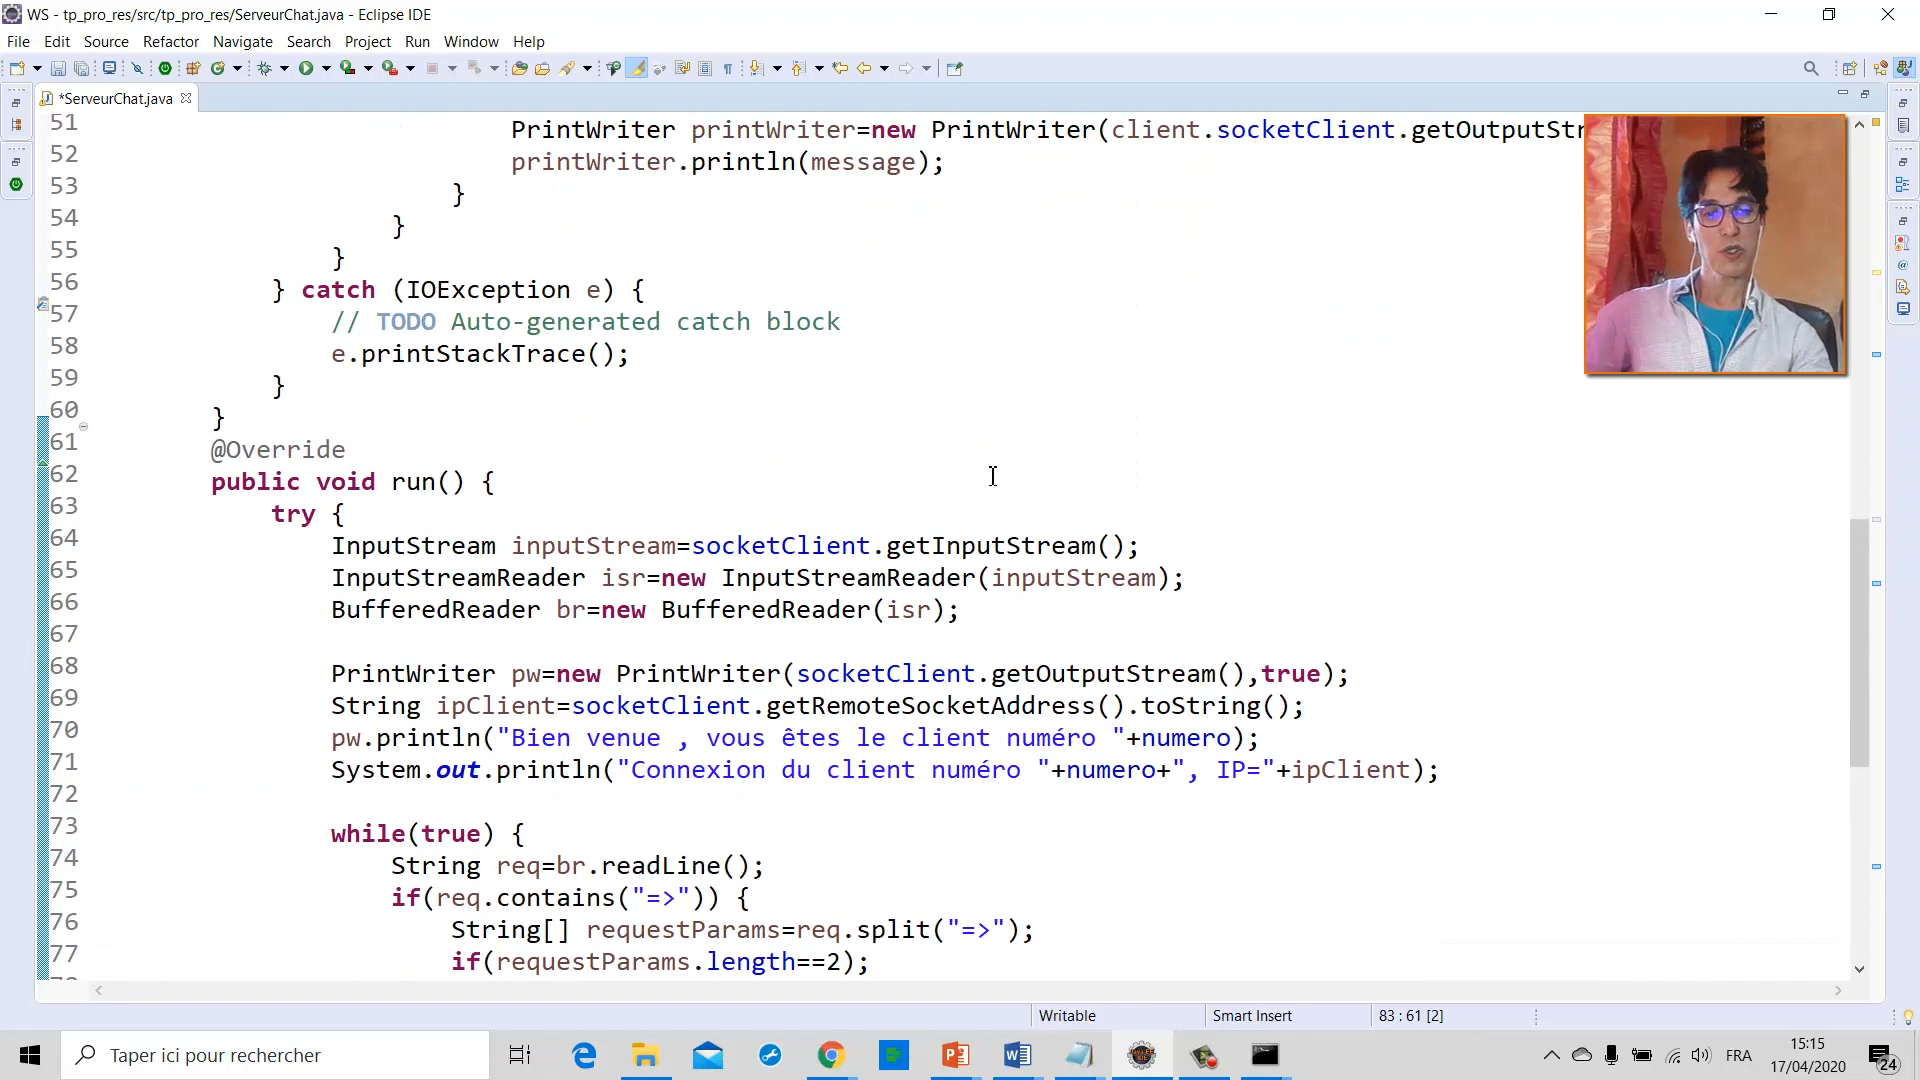 WS - tp_pro_res/src/tp_pro_res/ServeurChat.java - Eclipse IDE
File Edit Source Refactor Navigate Search Project Run Window Help
*ServeurChat.java
51 PrintWriter printWriter=new PrintWriter(client.socketClient.getOutputStr
52 printWriter.println(message);
53 }
54 }
55 }
56 } catch (IOException e) {
57 // TODO Auto-generated catch block
58 e.printStackTrace();
59 }
60 }
61 @Override
62 public void run() {
63 try {
64 InputStream inputStream=socketClient.getInputStream();
65 InputStreamReader isr=new InputStreamReader(inputStream);
66 BufferedReader br=new BufferedReader(isr);
67
68 PrintWriter pw=new PrintWriter(socketClient.getOutputStream(),true);
69 String ipClient=socketClient.getRemoteSocketAddress().toString();
70 pw.println("Bien venue , vous êtes le client numéro "+numero);
71 System.out.println("Connexion du client numéro "+numero+", IP="+ipClient);
72
73 while(true) {
74 String req=br.readLine();
75 if(req.contains("=>")) {
76 String[] requestParams=req.split("=>");
77 if(requestParams.length==2);
Writable Smart Insert 83 : 61 [2]
Taper ici pour rechercher
FRA
15:15
17/04/2020
24